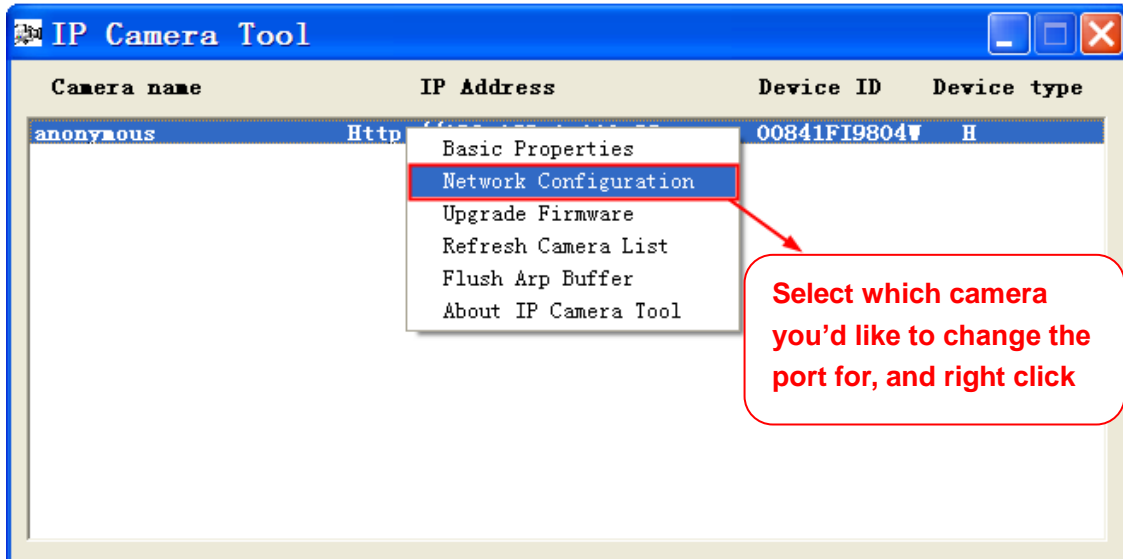 IP Camera Tool
Camera name IP Address Device ID Device type
anonymous Http 00841FI9804W H
Basic Properties
Network Configuration
Upgrade Firmware
Refresh Camera List
Flush Arp Buffer
About IP Camera Tool
Select which camera
you'd like to change the
port for, and right click